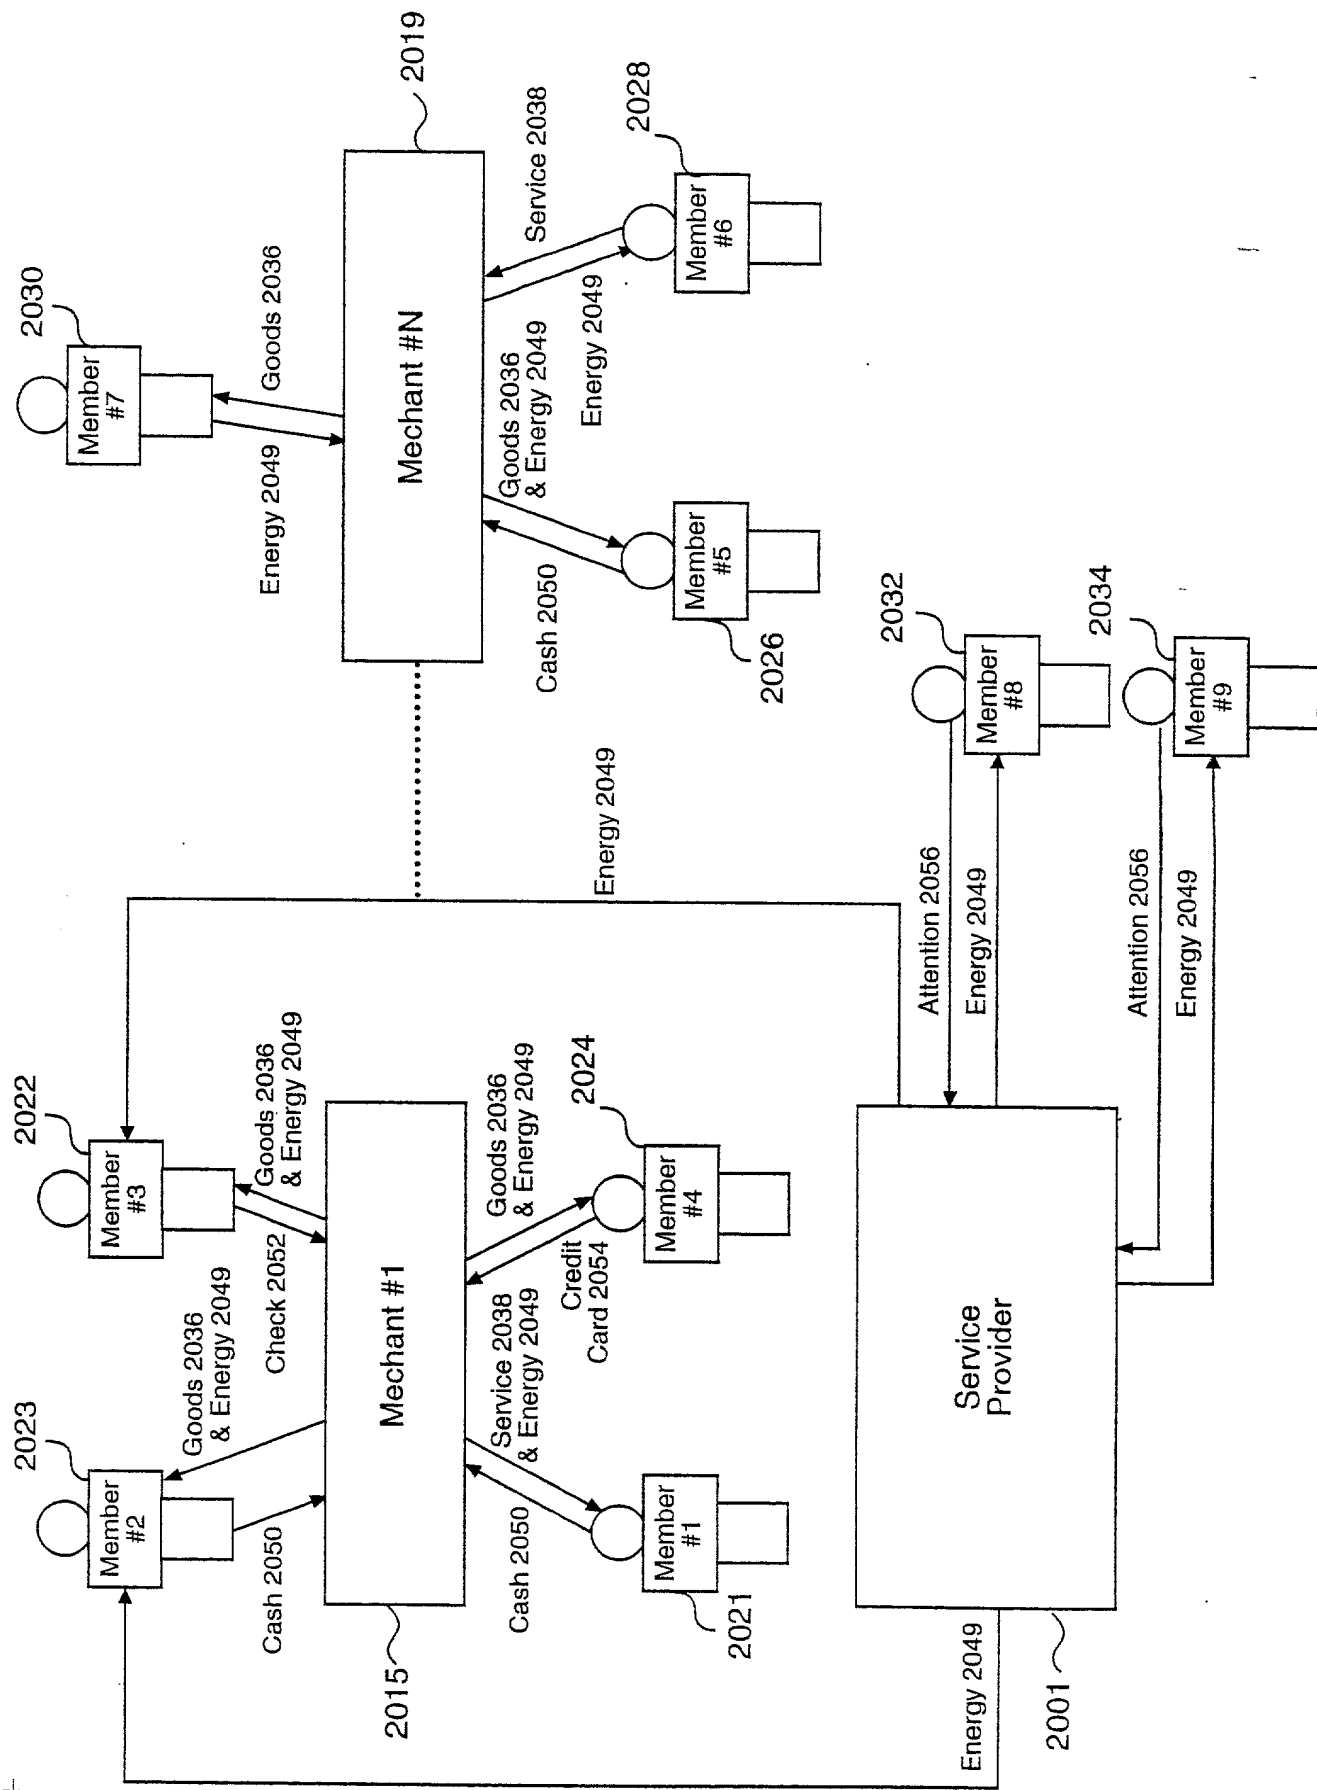 2023
Member
#2
Cash 2050
Goods 2036
& Energy 2049
2022
Member
#3
Check 2052
Goods 2036
& Energy 2049
2030
Member
#7
Energy 2049
Goods 2036
2015
Mechant #1
Mechant #N
2019
Cash 2050
Service 2038
& Energy 2049
Credit
Card 2054
Goods 2036
& Energy 2049
Cash 2050
Goods 2036
& Energy 2049
Energy 2049
Service 2038
2021
Member
#1
Member
#4
2024
Energy 2049
2026
Member
#5
Member
#6
2028
Energy 2049
2001
Service
Provider
Attention 2056
Energy 2049
Member
#8
2032
Attention 2056
Energy 2049
Member
#9
2034